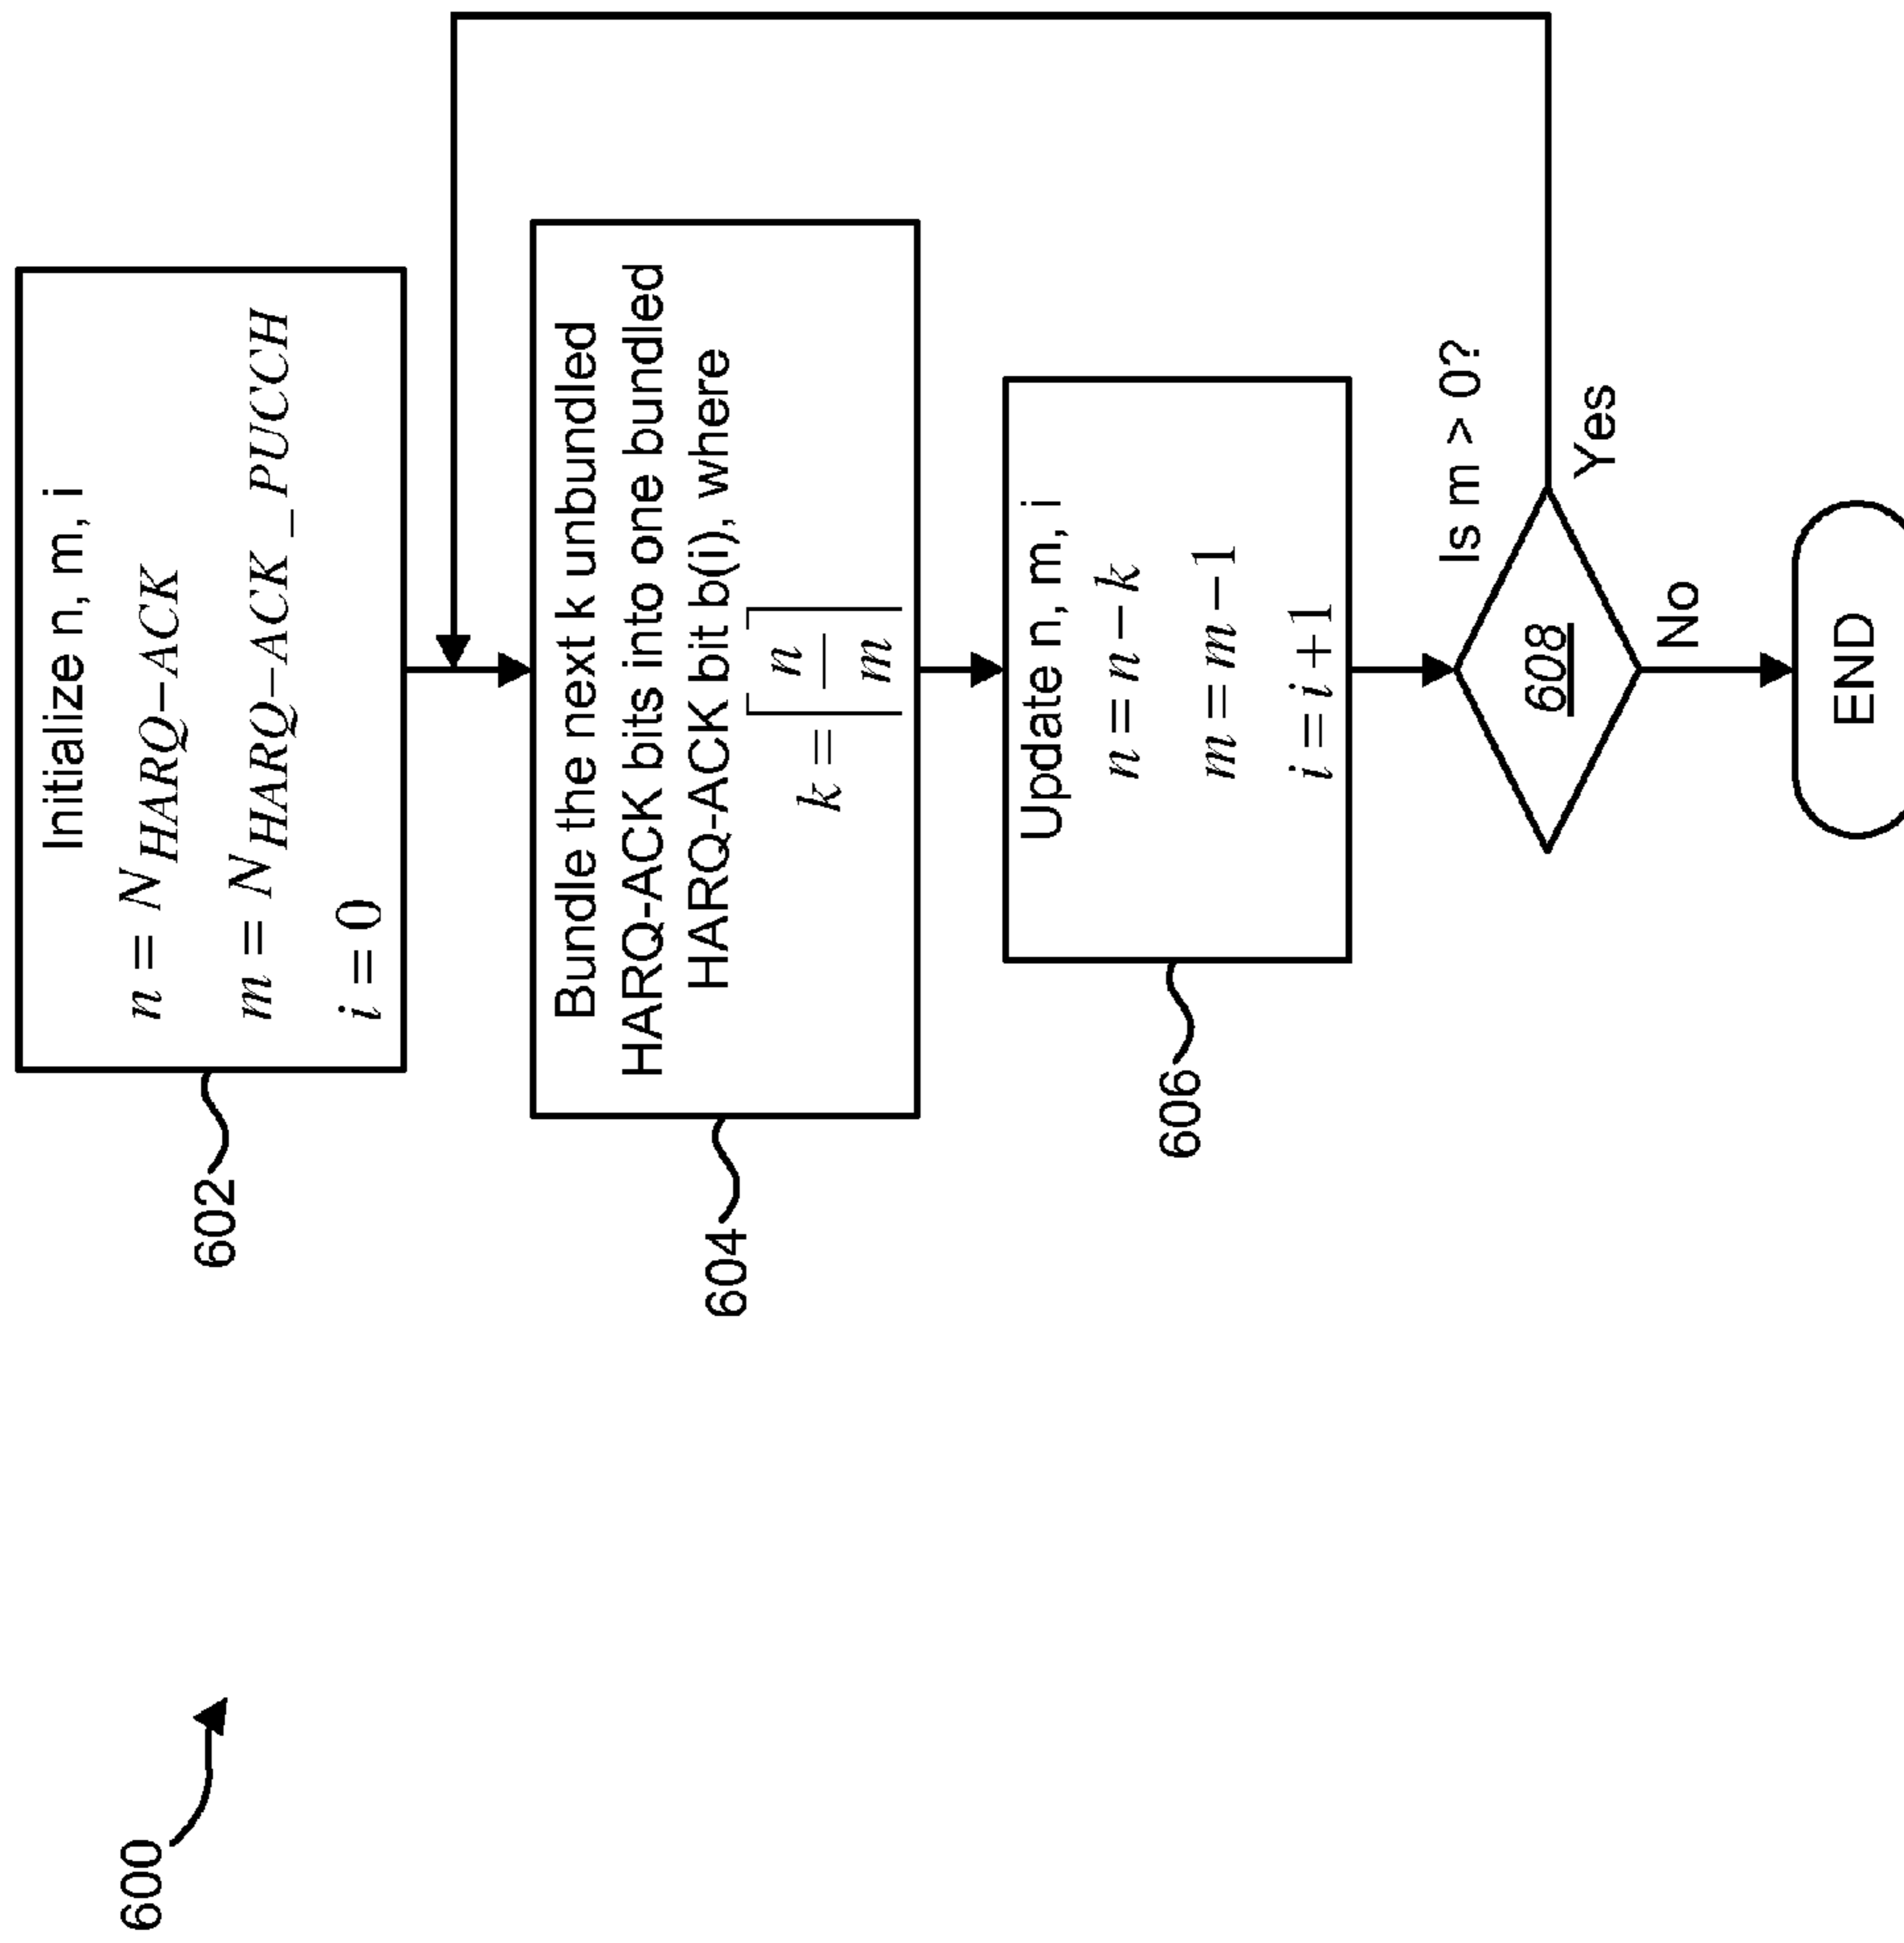 600
602
Initialize n, m, i
n = N_{HARQ-ACK}
m = N_{HARQ-ACK_PUCCH}
i = 0
604
Bundle the next k unbundled
HARQ-ACK bits into one bundled
HARQ-ACK bit b(i), where
k = ⌈n/m⌉
606
Update n, m, i
n = n − k
m = m − 1
i = i + 1
Is m > 0?
608
Yes
No
END